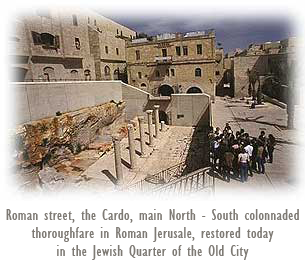 Roman street, the Cardo, main North - South colonnaded
thoroughfare in Roman Jerusale, restored today
in the Jewish Quarter of the Old City